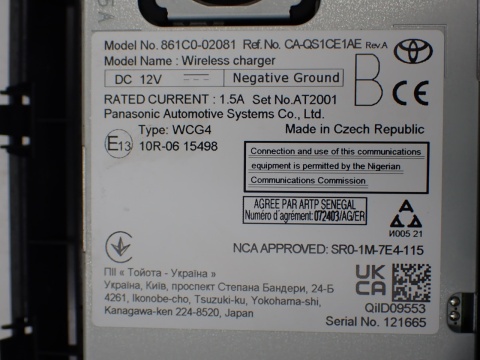 Model No. 861C0-02081 Ref.No. CA-QS1CE1AE Rev.A
Model Name : Wireless charger
DC 12V Negative Ground
RATED CURRENT : 1.5A Set No.AT2001
Panasonic Automotive Systems Co., Ltd.
B CE
Type: WCG4 Made in Czech Republic
E13 10R-06 15498
Connection and use of this communications
equipment is permitted by the Nigerian
Communications Commission
AGREE PAR ARTP SENEGAL
Numéro d'agrément: 072403/AG/ER
И005 21
NCA APPROVED: SR0-1M-7E4-115
ПІІ « Тойота - Україна »
Україна, Київ, проспект Степана Бандери, 24-Б
4261, Ikonobe-cho, Tsuzuki-ku, Yokohama-shi,
Kanagawa-ken 224-8520, Japan
UK
CA
QiID09553
Serial No. 121665